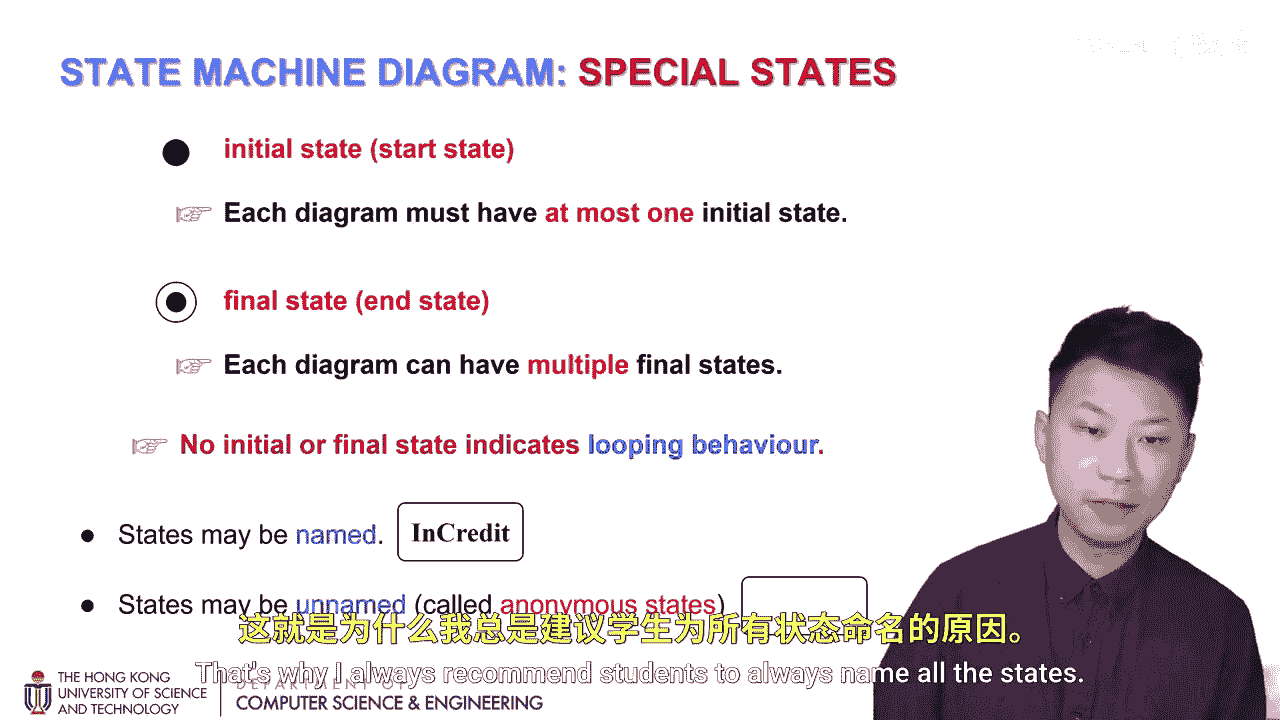 STATE MACHINE DIAGRAM: SPECIAL STATES
initial state (start state)
☞ Each diagram must have at most one initial state.
final state (end state)
☞ Each diagram can have multiple final states.
☞ No initial or final state indicates looping behaviour.
● States may be named. InCredit
● States may be unnamed (called anonymous states)
这就是为什么我总是建议学生为所有状态命名的原因。
That's why I always recommend students to always name all the states.
THE HONG KONG
UNIVERSITY OF SCIENCE
AND TECHNOLOGY
DEPARTMENT OF
COMPUTER SCIENCE & ENGINEERING